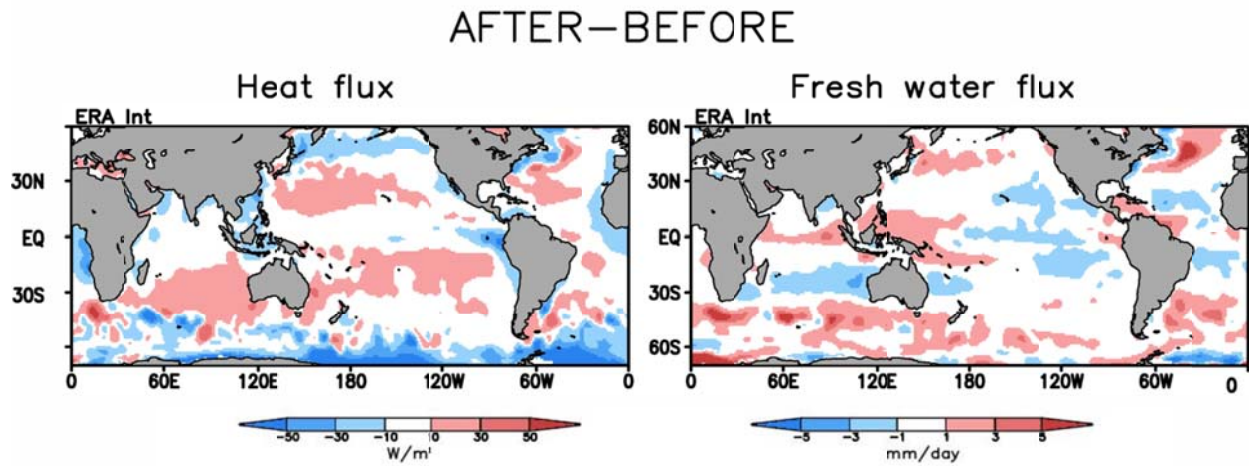 AFTER-BEFORE
Heat flux
Fresh water flux
ERA Int
ERA Int
30N
EQ
30S
0 60E 120E 180 120W 60W 0
60N
30N
EQ
30S
60S
0 60E 120E 180 120W 60W 0
-50 -30 -10 10 30 50
W/m²
-5 -3 -1 1 3 5
mm/day